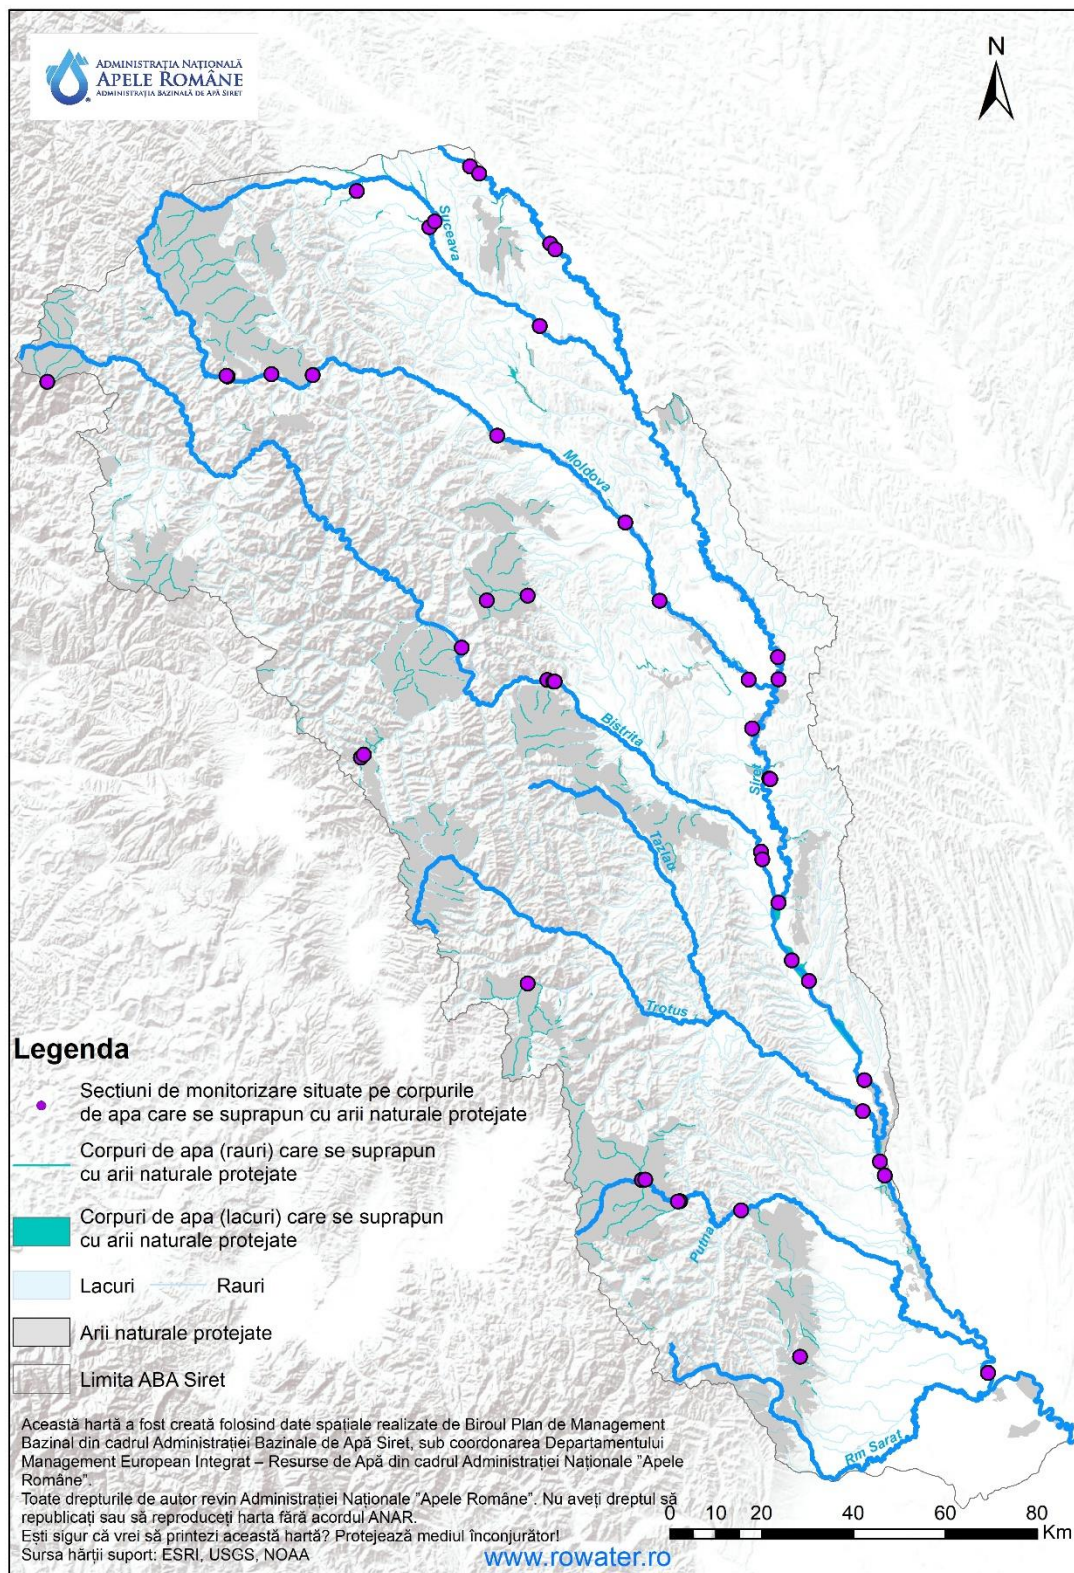 ADMINISTRAȚIA NAȚIONALĂ
APELE ROMÂNE
ADMINISTRAȚIA BAZINALĂ DE APĂ SIRET
N
Suceava
Moldova
Bistrita
Siret
Tazlau
Trotus
Putna
Rm Sarat
Legenda
Sectiuni de monitorizare situate pe corpurile
de apa care se suprapun cu arii naturale protejate
Corpuri de apa (rauri) care se suprapun
cu arii naturale protejate
Corpuri de apa (lacuri) care se suprapun
cu arii naturale protejate
Lacuri Rauri
Arii naturale protejate
Limita ABA Siret
Această hartă a fost creată folosind date spațiale realizate de Biroul Plan de Management
Bazinal din cadrul Administrației Bazinale de Apă Siret, sub coordonarea Departamentului
Management European Integrat – Resurse de Apă din cadrul Administrației Naționale "Apele
Române".
Toate drepturile de autor revin Administrației Naționale "Apele Române". Nu aveți dreptul să
republicați sau să reproduceți harta fără acordul ANAR.
Ești sigur că vrei să printezi această hartă? Protejează mediul înconjurător!
Sursa hărții suport: ESRI, USGS, NOAA
www.rowater.ro
0 10 20 40 60 80
Km